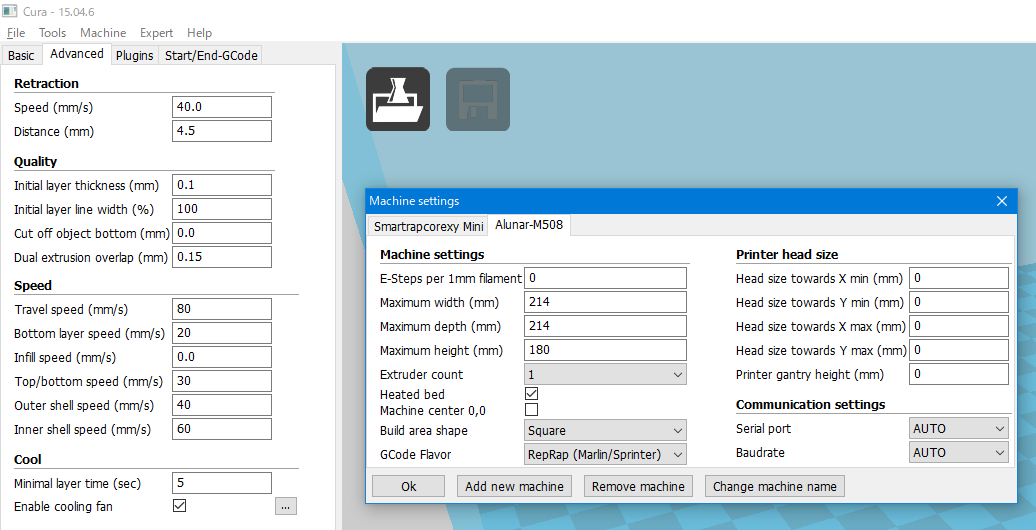 Cura - 15.04.6
File Tools Machine Expert Help
Basic Advanced Plugins Start/End-GCode
Retraction
Speed (mm/s) 40.0
Distance (mm) 4.5
Quality
Initial layer thickness (mm) 0.1
Initial layer line width (%) 100
Cut off object bottom (mm) 0.0
Dual extrusion overlap (mm) 0.15
Speed
Travel speed (mm/s) 80
Bottom layer speed (mm/s) 20
Infill speed (mm/s) 0.0
Top/bottom speed (mm/s) 30
Outer shell speed (mm/s) 40
Inner shell speed (mm/s) 60
Cool
Minimal layer time (sec) 5
Enable cooling fan ...
Machine settings
Smartrapcorexy Mini Alunar-M508
Machine settings
E-Steps per 1mm filament 0
Maximum width (mm) 214
Maximum depth (mm) 214
Maximum height (mm) 180
Extruder count 1
Heated bed
Machine center 0,0
Build area shape Square
GCode Flavor RepRap (Marlin/Sprinter)
Printer head size
Head size towards X min (mm) 0
Head size towards Y min (mm) 0
Head size towards X max (mm) 0
Head size towards Y max (mm) 0
Printer gantry height (mm) 0
Communication settings
Serial port AUTO
Baudrate AUTO
Ok Add new machine Remove machine Change machine name